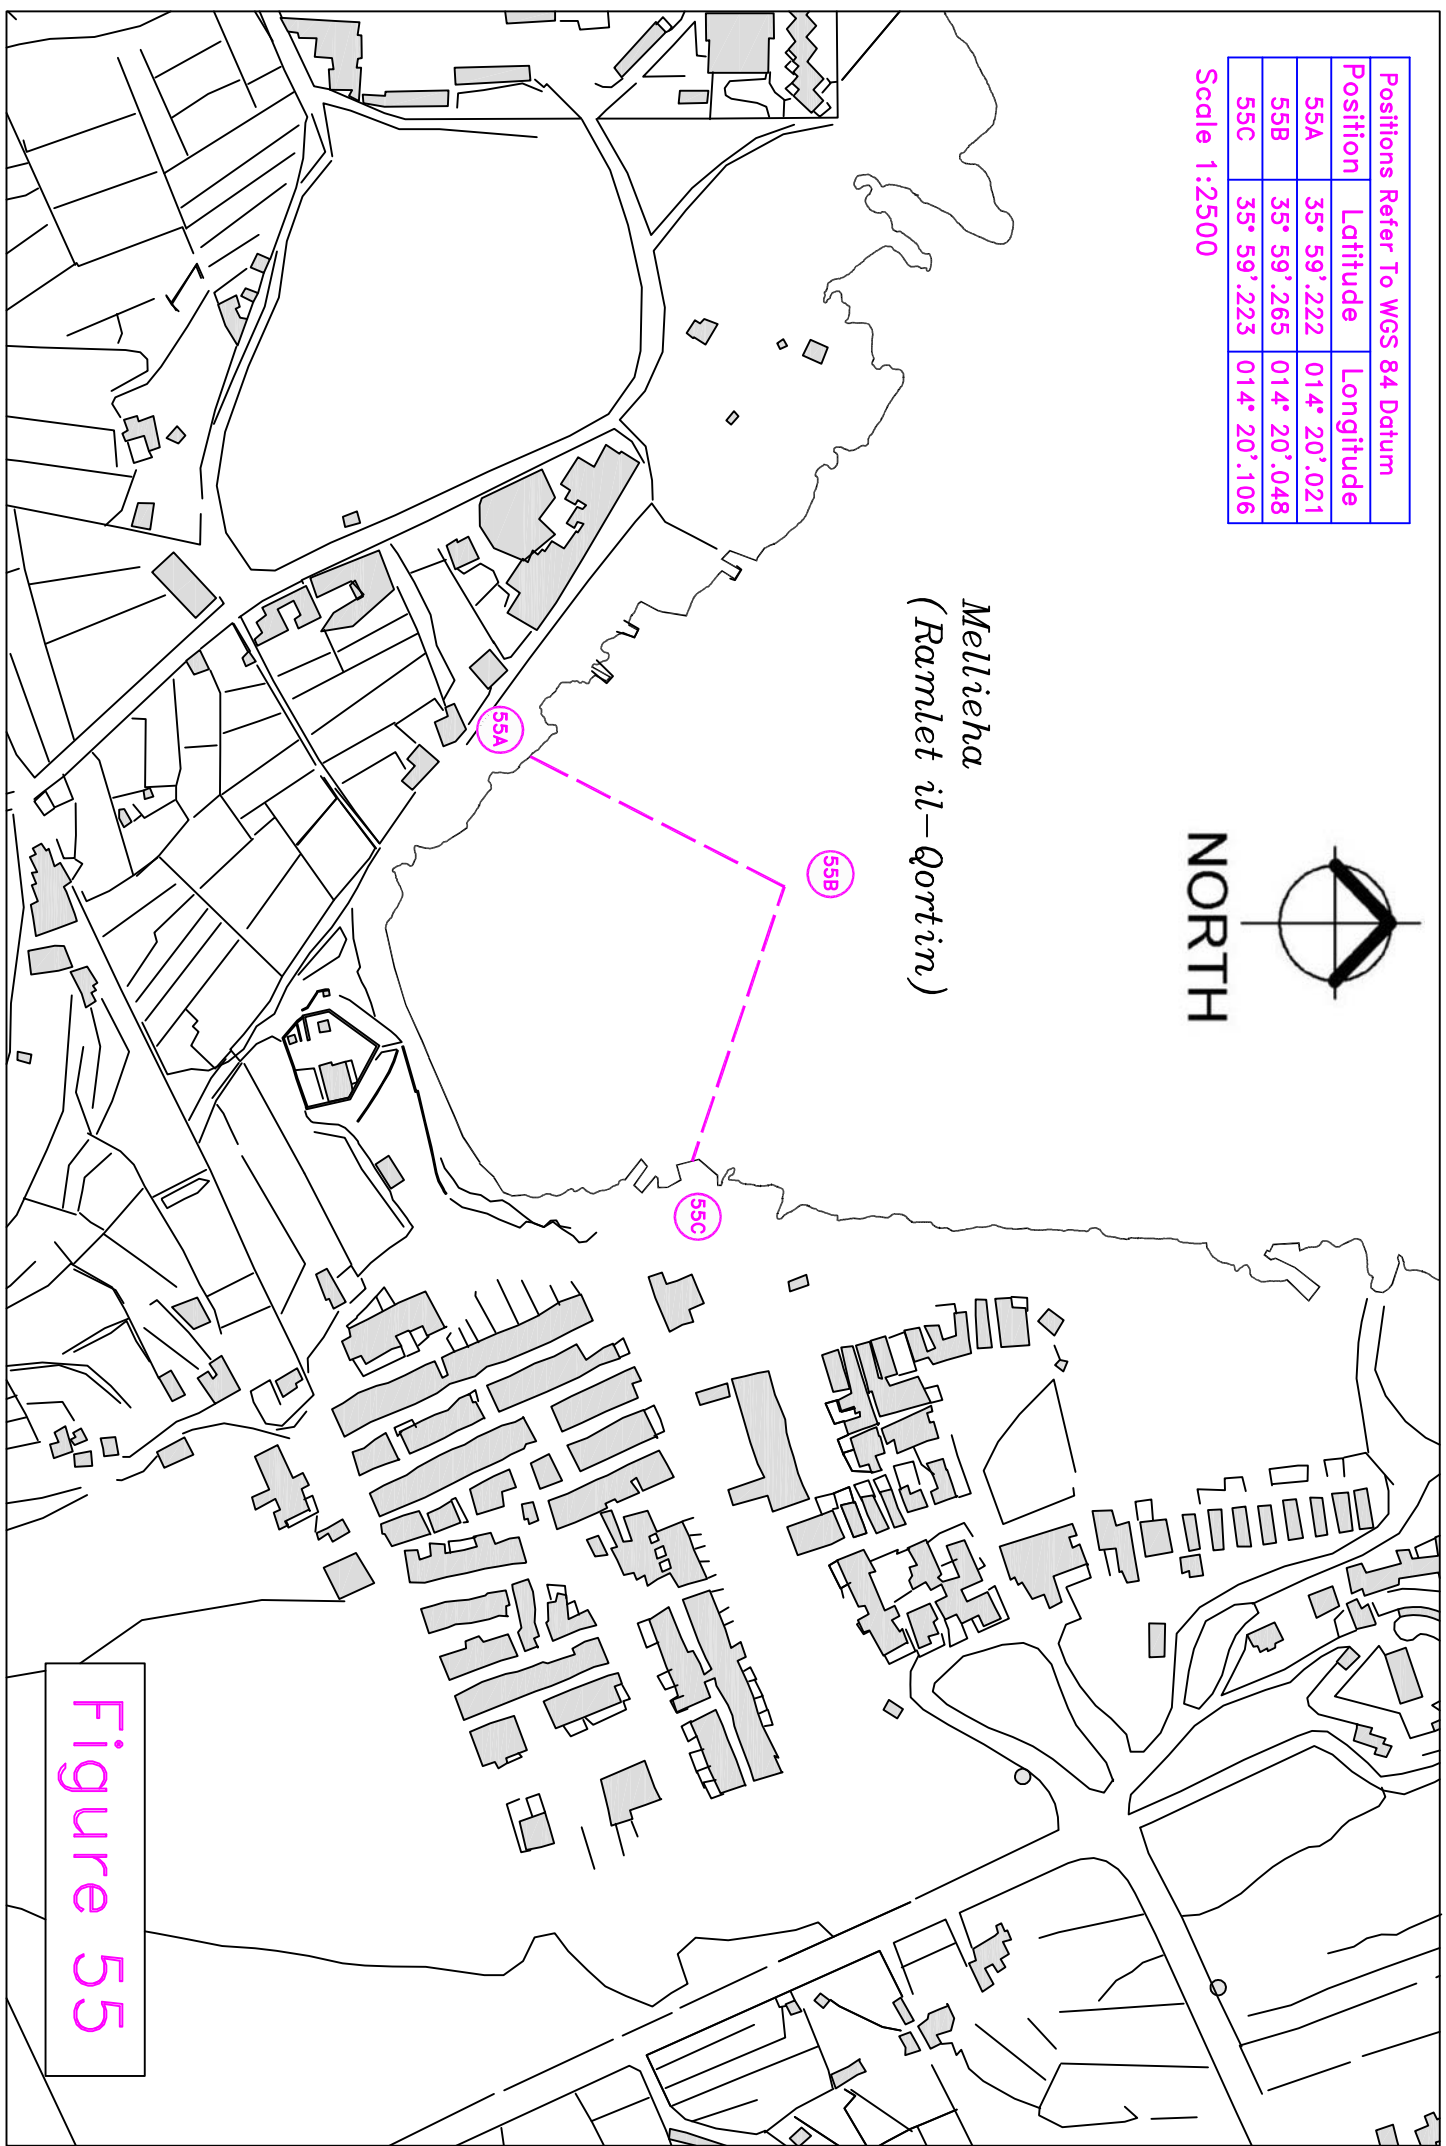 Positions Refer To WGS 84 Datum
Position Latitude Longitude
55A 35° 59'.222 014° 20'.021
55B 35° 59'.265 014° 20'.048
55C 35° 59'.223 014° 20'.106
Scale 1:2500
NORTH
Mellieha
(Ramlet il-Qortin)
55B
55A
55C
Figure 55